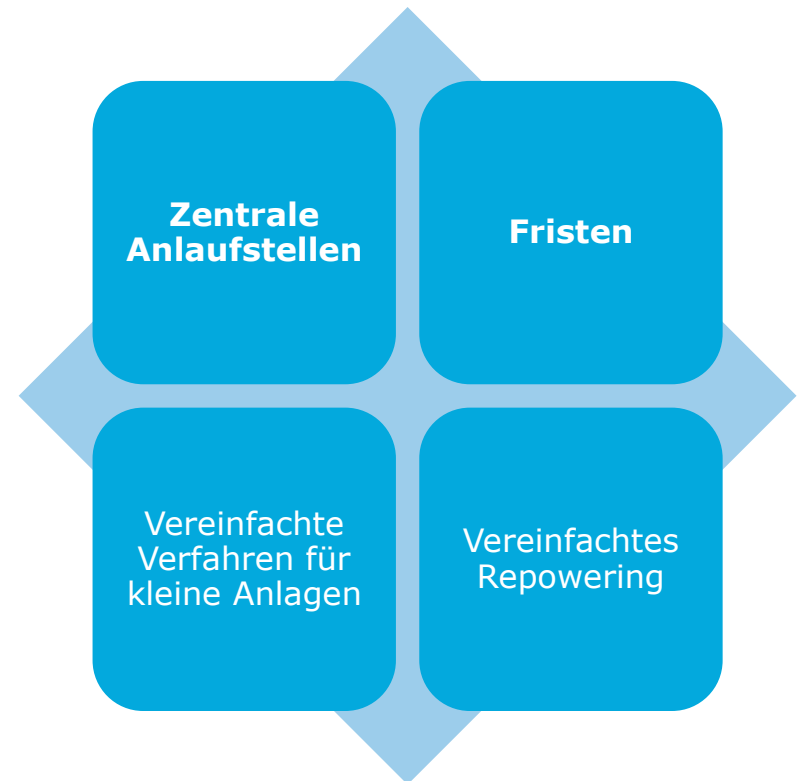 Zentrale
Anlaufstellen
Fristen
Vereinfachte
Verfahren für
kleine Anlagen
Vereinfachtes
Repowering